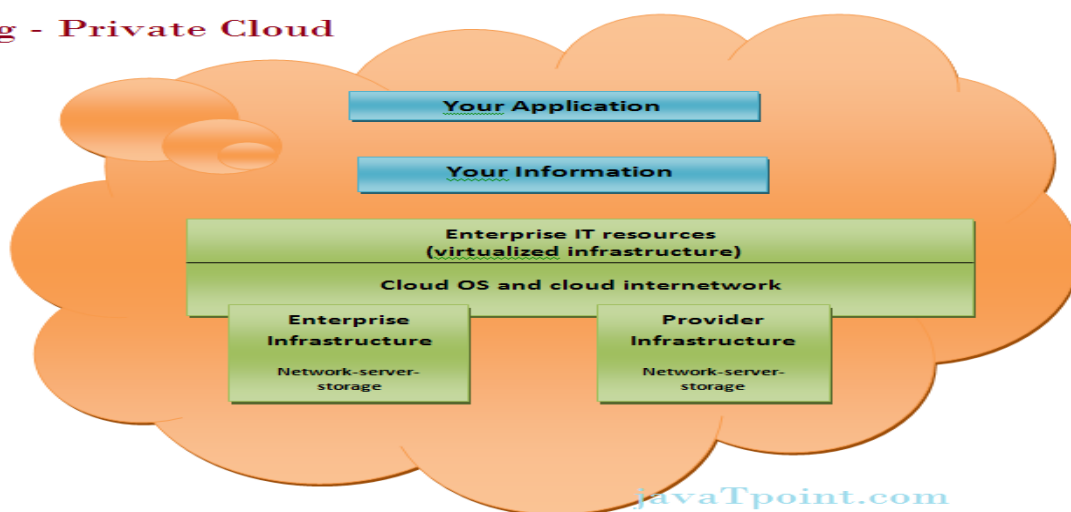 g - Private Cloud
Your Application
Your Information
Enterprise IT resources
(virtualized infrastructure)
Cloud OS and cloud internetwork
Enterprise
Infrastructure
Network-server-
storage
Provider
Infrastructure
Network-server-
storage
javaTpoint.com